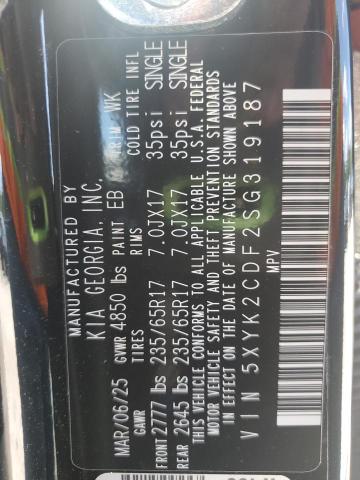 MANUFACTURED BY
KIA GEORGIA, INC.
MAR/06/25 GVWR 4850 lbs PAINT EB TRIM WK
GAWR TIRES RIMS COLD TIRE INFL
FRONT 2777 lbs 235/65R17 7.0JX17 35psi SINGLE
REAR 2645 lbs 235/65R17 7.0JX17 35psi SINGLE
THIS VEHICLE CONFORMS TO ALL APPLICABLE U.S.A. FEDERAL
MOTOR VEHICLE SAFETY AND THEFT PREVENTION STANDARDS
IN EFFECT ON THE DATE OF MANUFACTURE SHOWN ABOVE
VIN 5XYK2CDF2SG319187
MPV